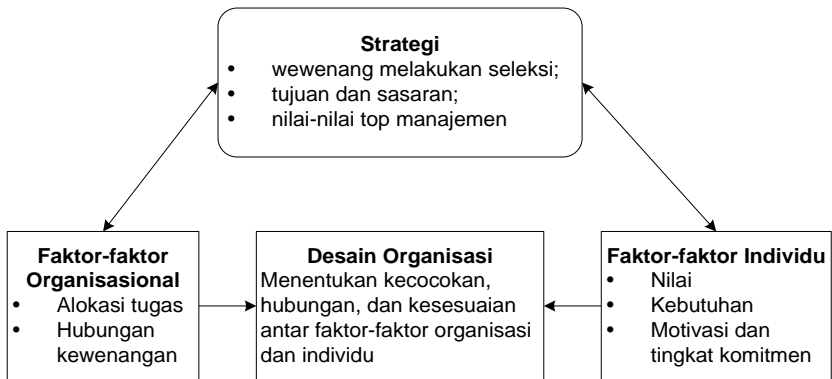 Strategi
• wewenang melakukan seleksi;
• tujuan dan sasaran;
• nilai-nilai top manajemen
Faktor-faktor
Organisasional
• Alokasi tugas
• Hubungan
kewenangan
Desain Organisasi
Menentukan kecocokan,
hubungan, dan kesesuaian
antar faktor-faktor organisasi
dan individu
Faktor-faktor Individu
• Nilai
• Kebutuhan
• Motivasi dan
tingkat komitmen